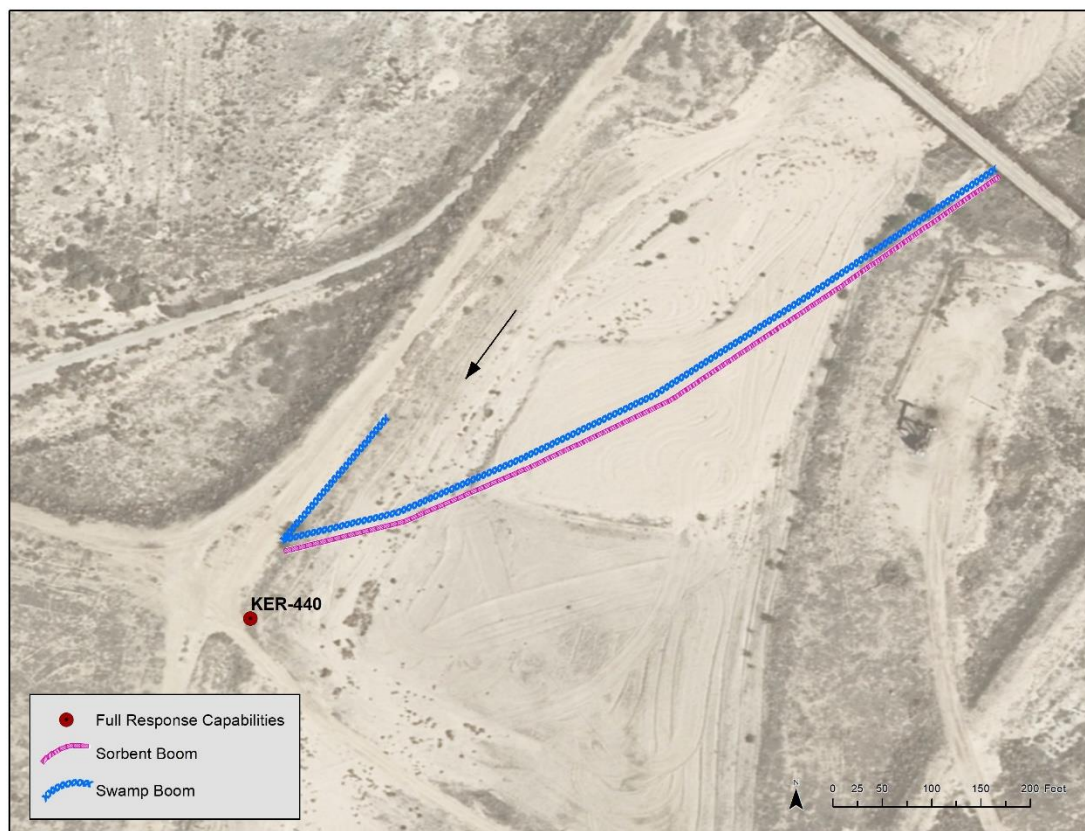 KER-440
Full Response Capabilities
Sorbent Boom
Swamp Boom
N
0 25 50 100 150 200 Feet